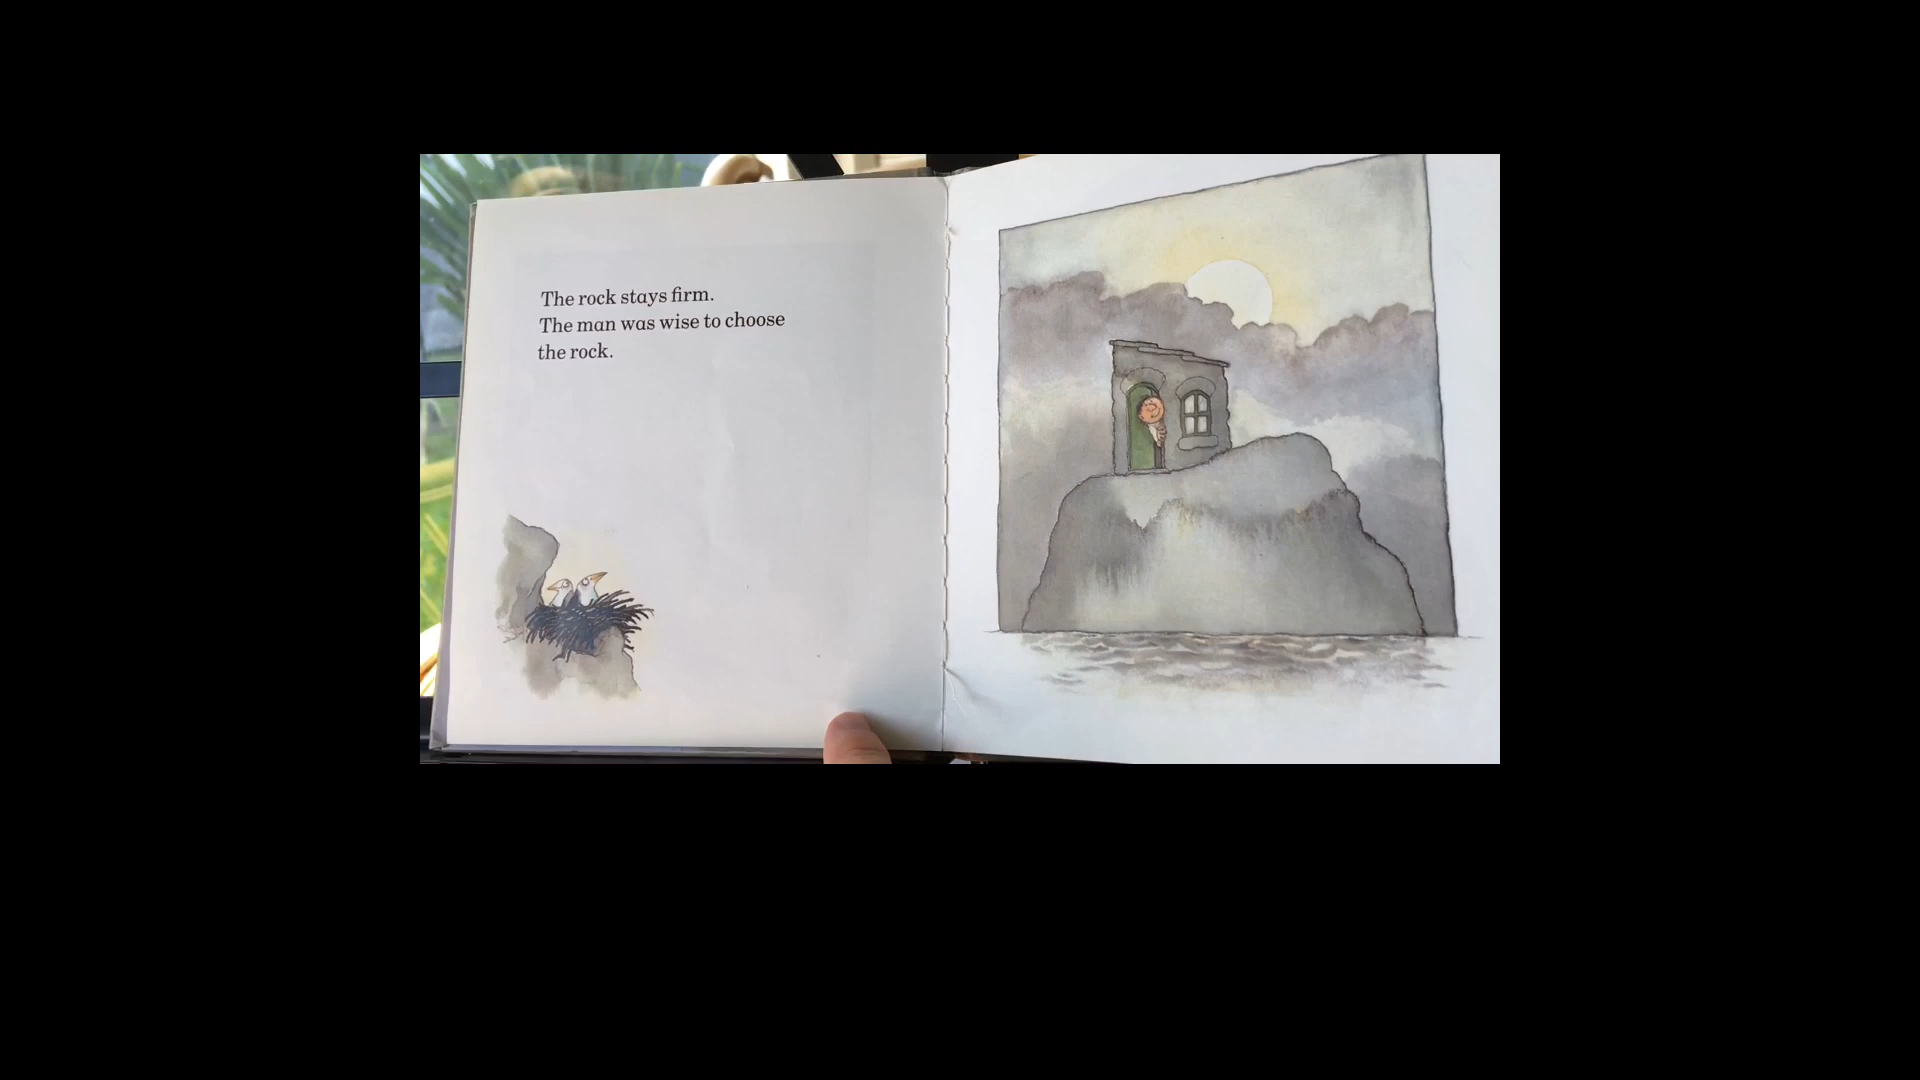 The rock stays firm.
The man was wise to choose
the rock.